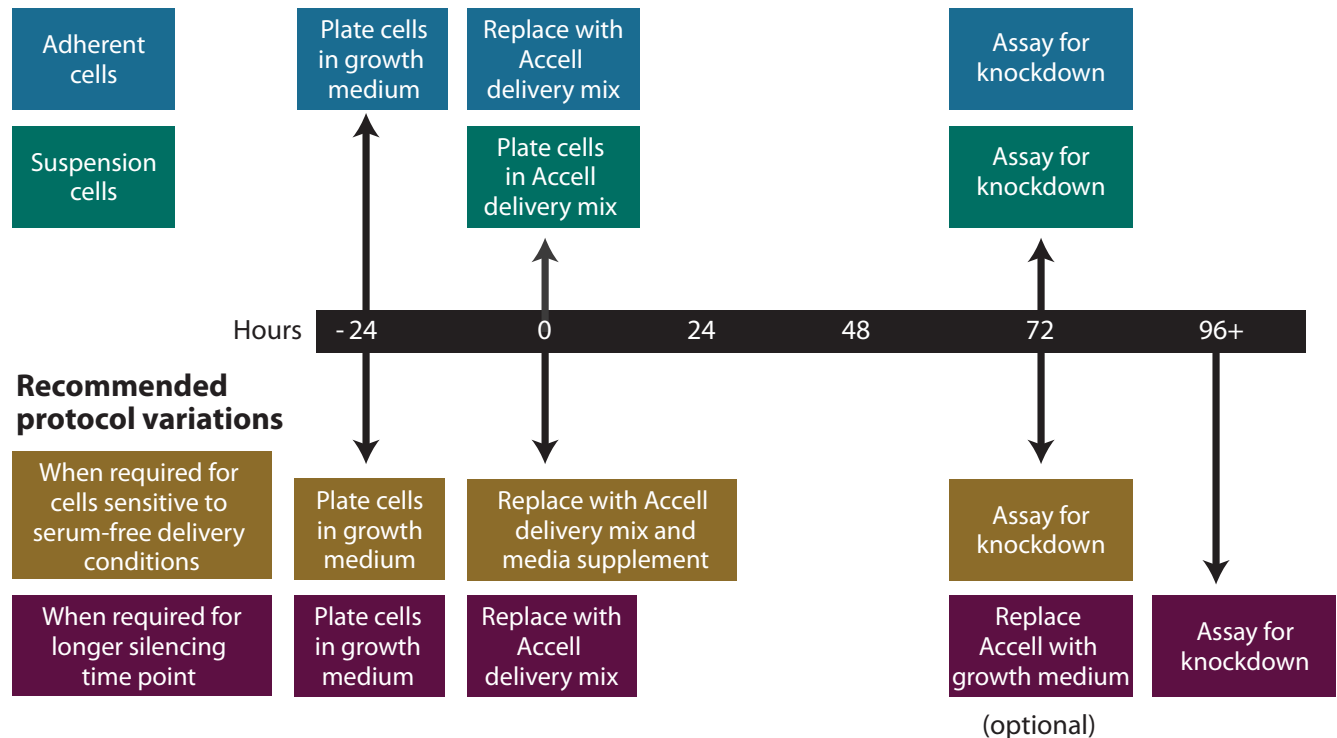 Adherent
cells
Plate cells
in growth
medium
Replace with
Accell
delivery mix
Assay for
knockdown
Suspension
cells
Plate cells
in Accell
delivery mix
Assay for
knockdown
Hours - 24 0 24 48 72 96+
Recommended
protocol variations
When required for
cells sensitive to
serum-free delivery
conditions
Plate cells
in growth
medium
Replace with Accell
delivery mix and
media supplement
Assay for
knockdown
When required for
longer silencing
time point
Plate cells
in growth
medium
Replace with
Accell
delivery mix
Replace
Accell with
growth medium
(optional)
Assay for
knockdown